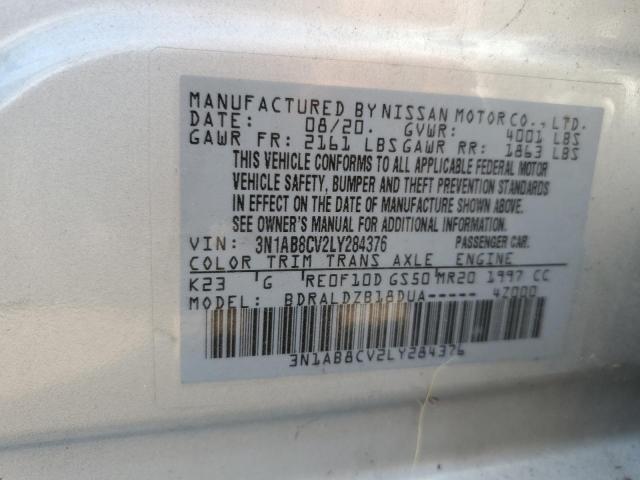 MANUFACTURED BY NISSAN MOTOR CO., LTD.
DATE: 08/20. GVWR: 4001 LBS
GAWR FR: 2161 LBS GAWR RR: 1863 LBS
THIS VEHICLE CONFORMS TO ALL APPLICABLE FEDERAL MOTOR
VEHICLE SAFETY, BUMPER AND THEFT PREVENTION STANDARDS
IN EFFECT ON THE DATE OF MANUFACTURE SHOWN ABOVE.
SEE OWNER'S MANUAL FOR ADDITIONAL INFORMATION.
VIN: 3N1AB8CV2LY284376 PASSENGER CAR.
COLOR TRIM TRANS AXLE ENGINE
K23 G RE0F10D GS50 MR20 1997 CC
MODEL: BDRALDZB18DUA----- 4Z000
3N1AB8CV2LY284376